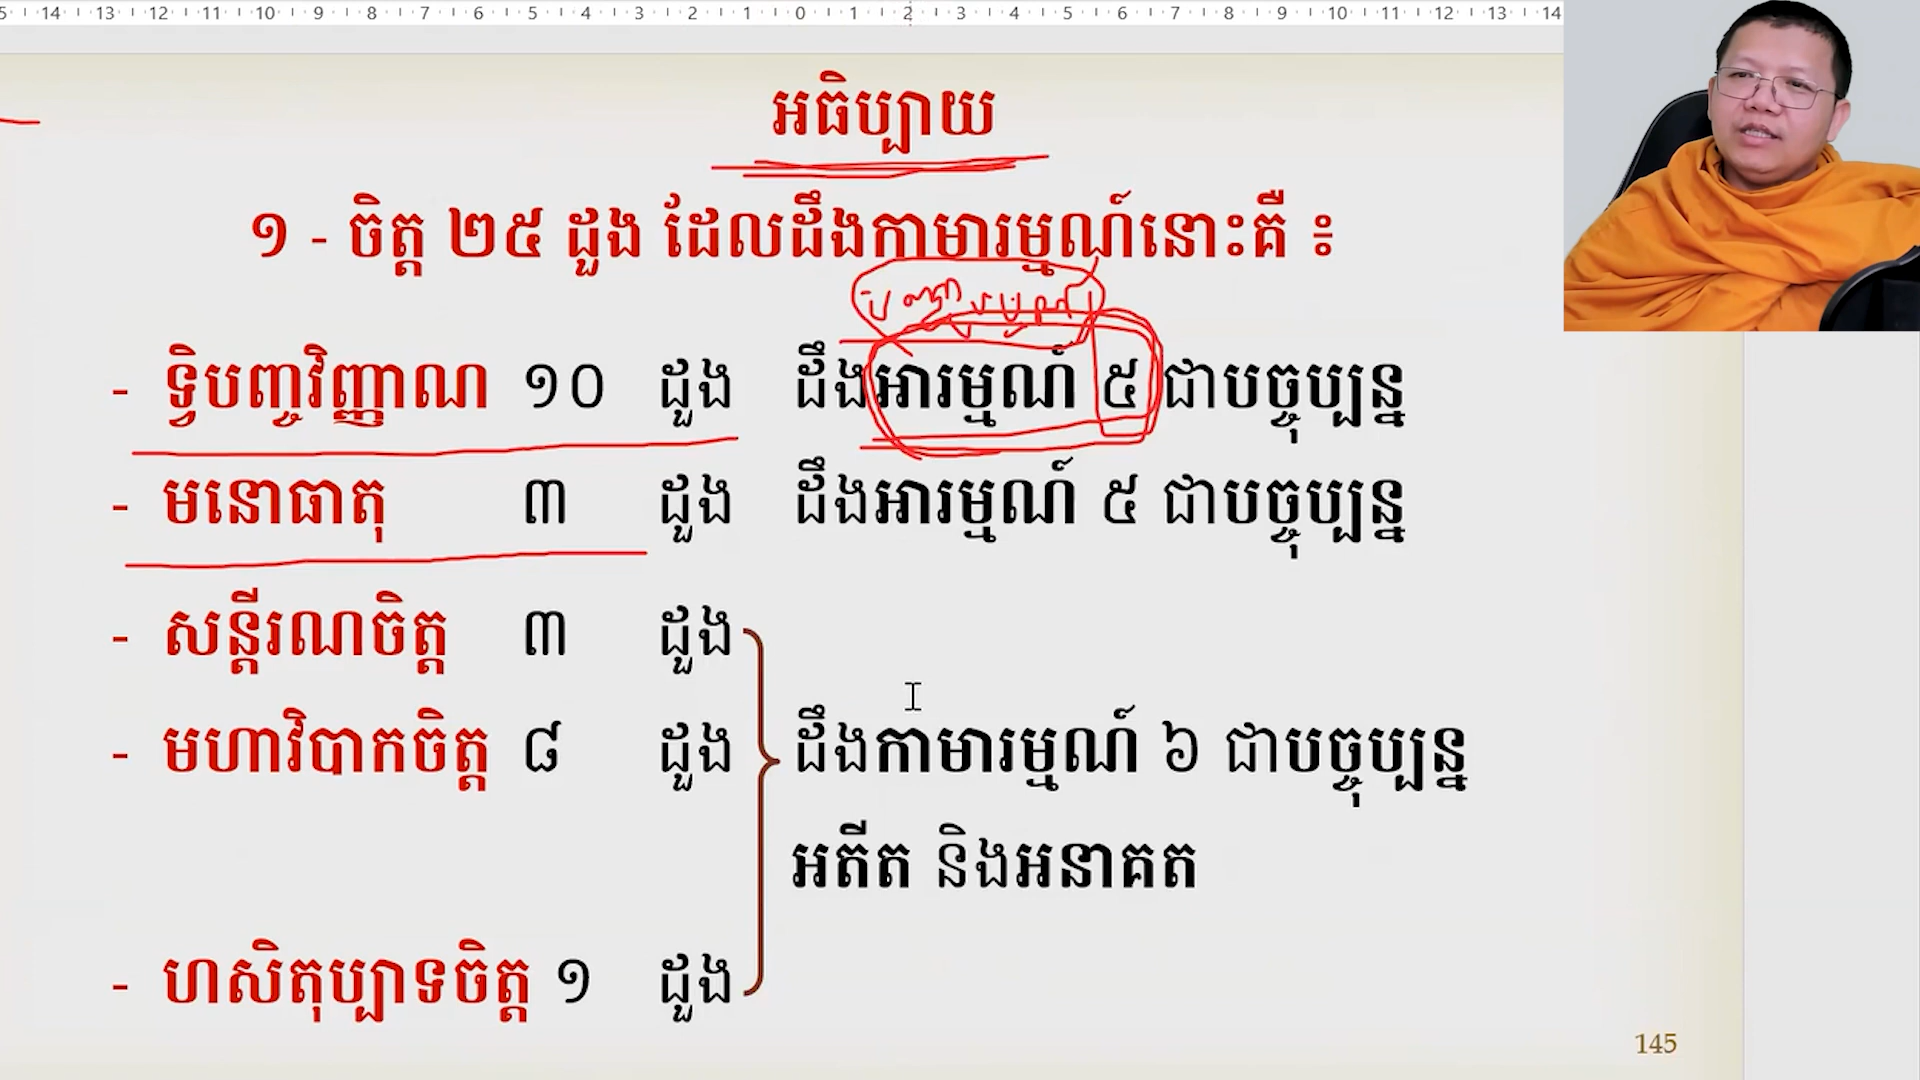 អធិប្បាយ
១ - ចិត្ត ២៥ ដួង ដែលដឹងកាមារម្មណ៍នោះគឺ ៖
- ទ្វិបញ្ចវិញ្ញាណ ១០ ដួង ដឹងអារម្មណ៍ ៥ ជាបច្ចុប្បន្ន
- មនោធាតុ ៣ ដួង ដឹងអារម្មណ៍ ៥ ជាបច្ចុប្បន្ន
- សន្តីរណចិត្ត ៣ ដួង
- មហាវិបាកចិត្ត ៨ ដួង ដឹងកាមារម្មណ៍ ៦ ជាបច្ចុប្បន្ន
អតីត និងអនាគត
- ហសិតុប្បាទចិត្ត ១ ដួង
145